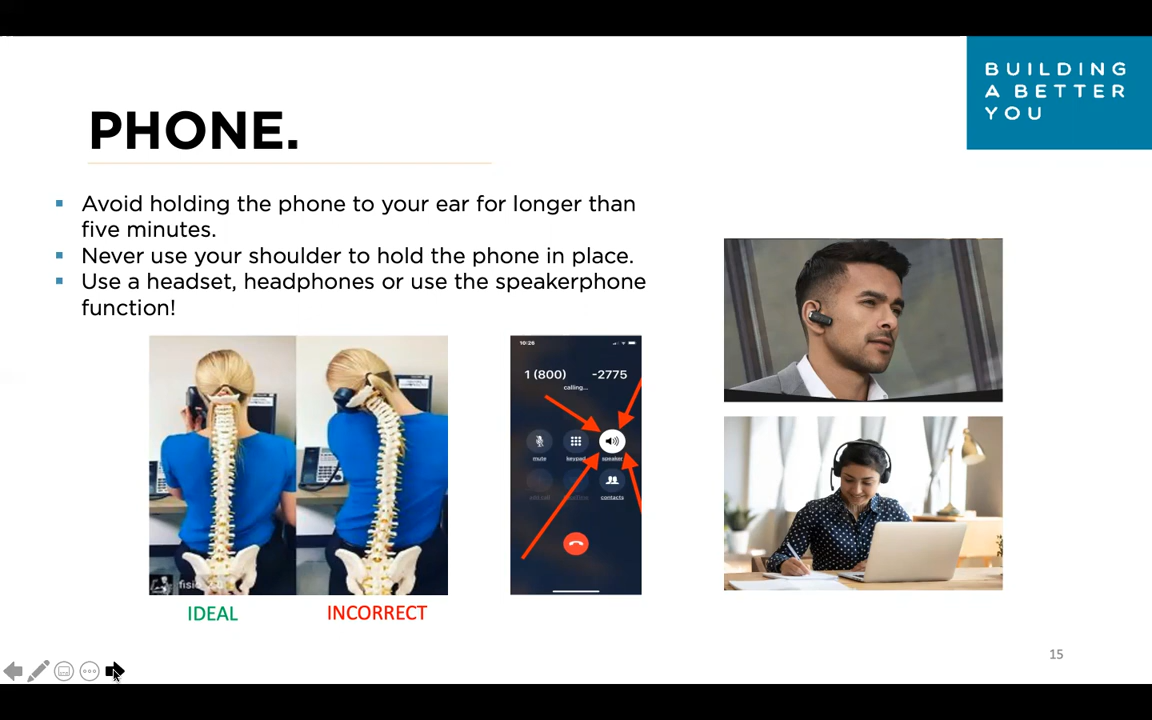 BUILDING
A BETTER
YOU
PHONE.
▪ Avoid holding the phone to your ear for longer than
five minutes.
▪ Never use your shoulder to hold the phone in place.
▪ Use a headset, headphones or use the speakerphone
function!
fisio
IDEAL
INCORRECT
10:26
1 (800) -2775
calling...
mute keypad speaker
contacts
15